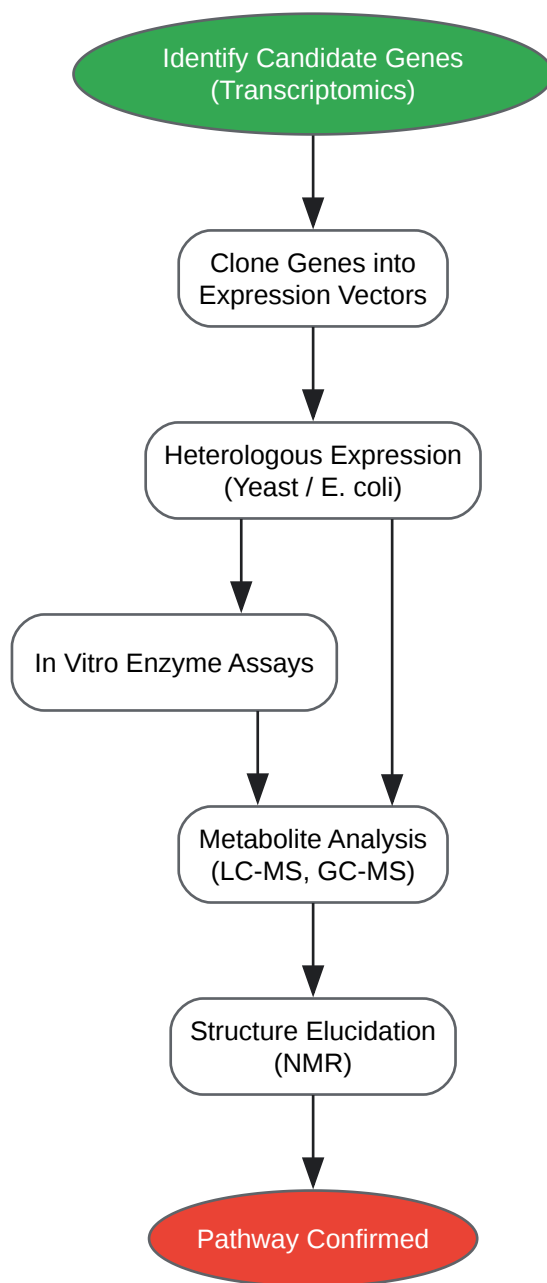 Identify Candidate Genes
(Transcriptomics)
Clone Genes into
Expression Vectors
Heterologous Expression
(Yeast / E. coli)
In Vitro Enzyme Assays
Metabolite Analysis
(LC-MS, GC-MS)
Structure Elucidation
(NMR)
Pathway Confirmed